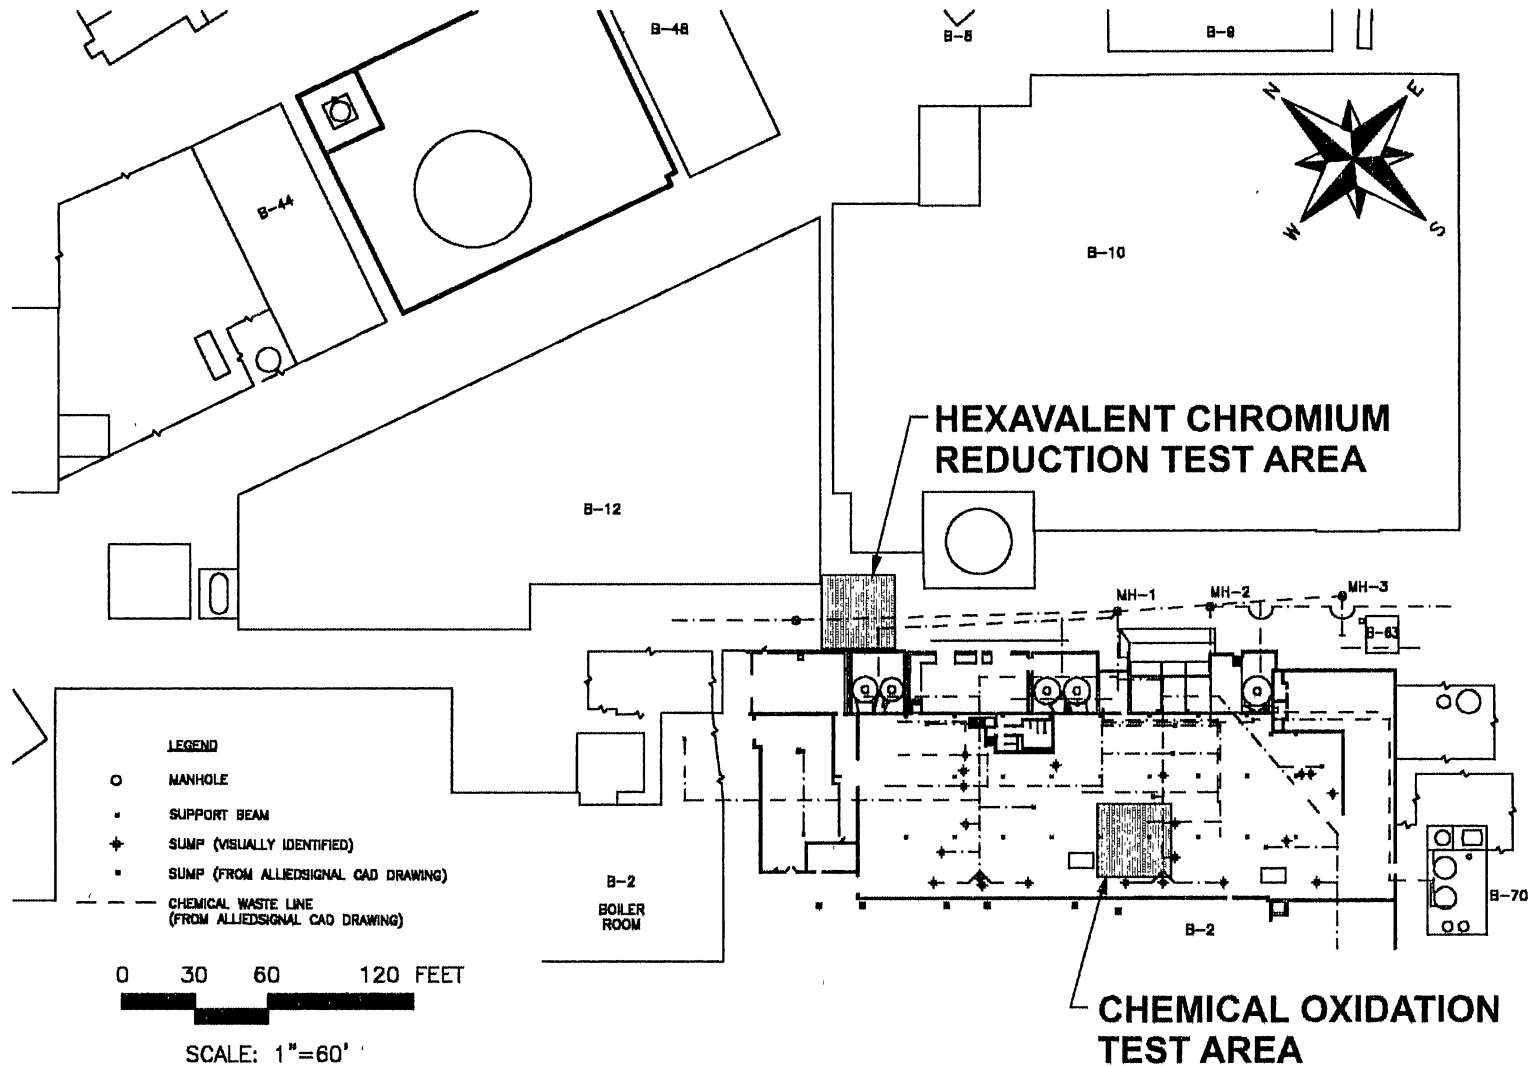 B-48
B-8
B-9
N
E
W
S
B-44
B-10
HEXAVALENT CHROMIUM
REDUCTION TEST AREA
B-12
MH-1
MH-2
MH-3
B-63
LEGEND
MANHOLE
SUPPORT BEAM
SUMP (VISUALLY IDENTIFIED)
SUMP (FROM ALLIEDSIGNAL CAD DRAWING)
CHEMICAL WASTE LINE
(FROM ALLIEDSIGNAL CAD DRAWING)
B-2
BOILER
ROOM
B-70
B-2
0 30 60 120 FEET
SCALE: 1"=60'
CHEMICAL OXIDATION
TEST AREA